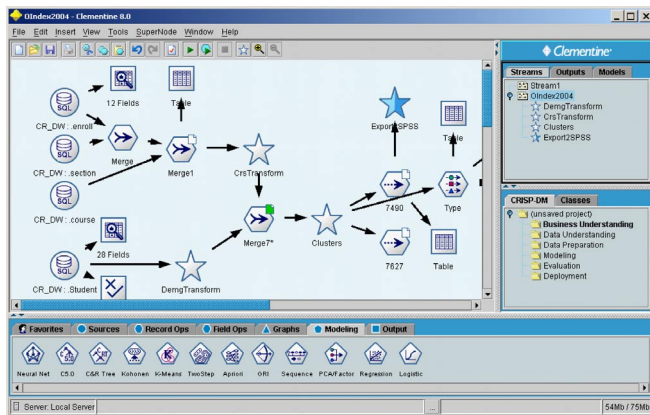 OIndex2004 - Clementine 8.0
File Edit Insert View Tools SuperNode Window Help
Clementine
Streams Outputs Models
Stream1
OIndex2004
DemgTransform
CrsTransform
Clusters
Export2SPSS
12 Fields
Table
SQL
CR_DW: .enroll
SQL
Merge
Merge1
CrsTransform
Export2SPSS
Table
CR_DW: .section
SQL
CR_DW: .course
28 Fields
Merge7*
Clusters
7490
Type
SQL
CR_DW: .Student
DemgTransform
7627
Table
CRISP-DM Classes
(unsaved project)
Business Understanding
Data Understanding
Data Preparation
Modeling
Evaluation
Deployment
Favorites Sources Record Ops Field Ops Graphs Modeling Output
Neural Net C5.0 C&R Tree Kohonen K-Means TwoStep Apriori GRI Sequence PCA/Factor Regression Logistic
Server: Local Server ... 54Mb / 75Mb